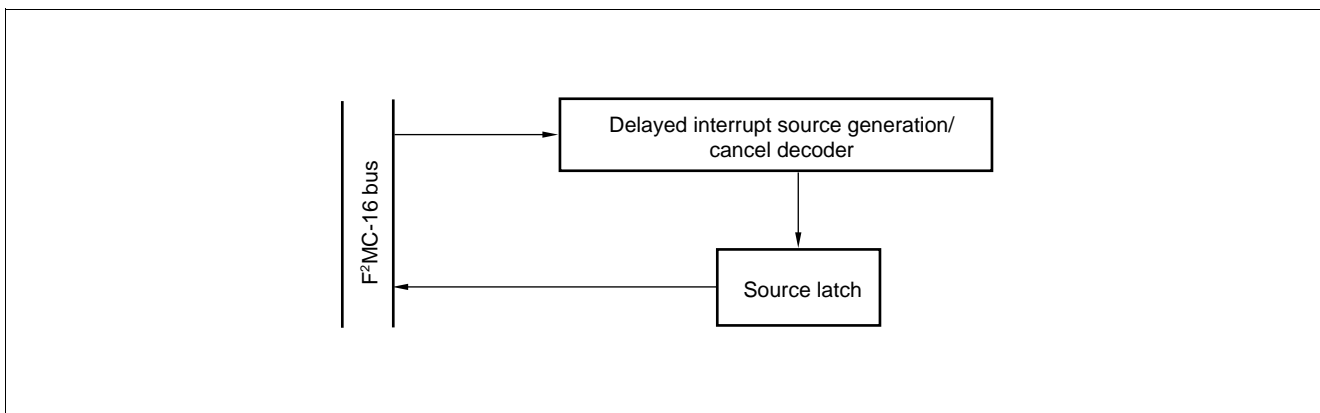 Delayed interrupt source generation/
cancel decoder
F²MC-16 bus
Source latch